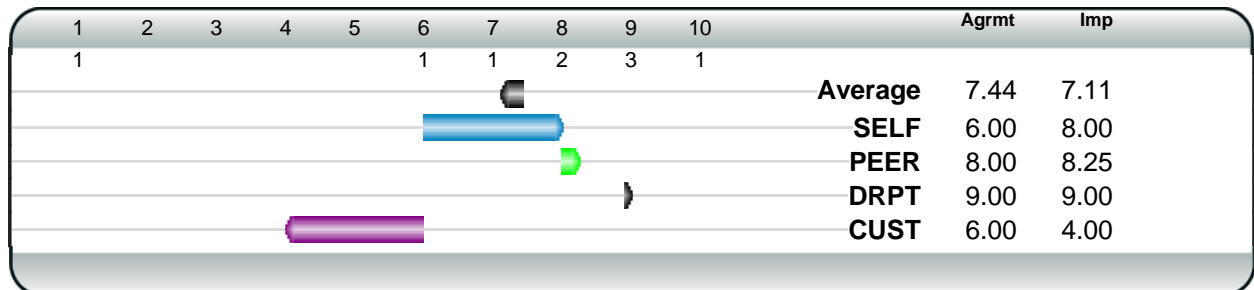 1 2 3 4 5 6 7 8 9 10 Agrmt Imp
1 1 1 2 3 1
Average 7.44 7.11
SELF 6.00 8.00
PEER 8.00 8.25
DRPT 9.00 9.00
CUST 6.00 4.00